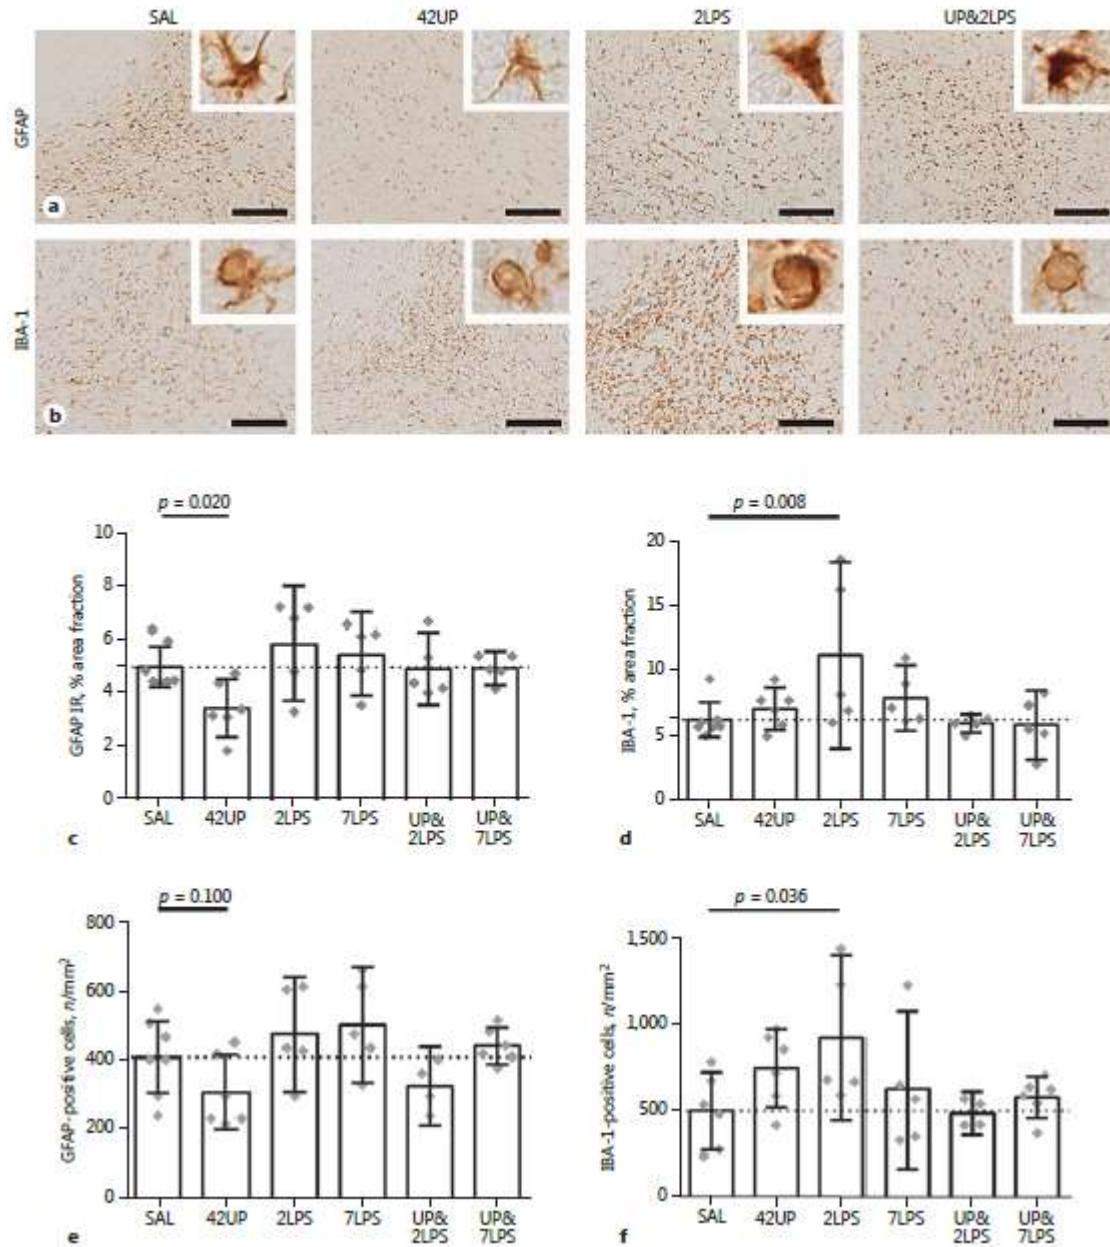 SAL 42UP 2LPS UP&2LPS
GFAP
a
IBA-1
b
p = 0.020
10
8
6
4
2
0
GFAP IR, % area fraction
SAL 42UP 2LPS 7LPS UP& 2LPS UP& 7LPS
c
p = 0.008
20
15
10
5
0
IBA-1, % area fraction
SAL 42UP 2LPS 7LPS UP& 2LPS UP& 7LPS
d
p = 0.100
800
600
400
200
0
GFAP-positive cells, n/mm²
SAL 42UP 2LPS 7LPS UP& 2LPS UP& 7LPS
e
p = 0.036
1,500
1,000
500
0
IBA-1-positive cells, n/mm²
SAL 42UP 2LPS 7LPS UP& 2LPS UP& 7LPS
f